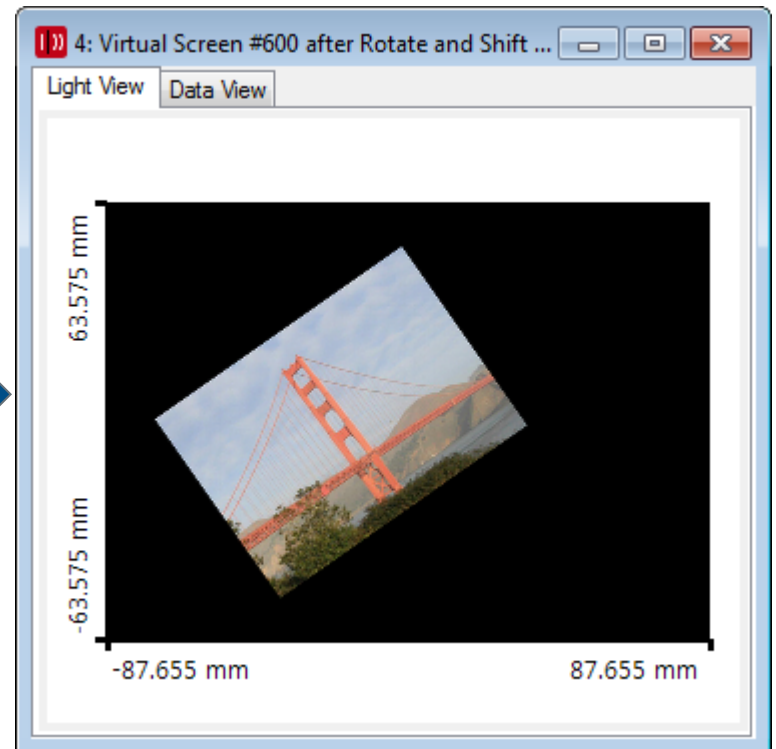 4: Virtual Screen #600 after Rotate and Shift ...
Light View Data View
63.575 mm
-63.575 mm
-87.655 mm 87.655 mm